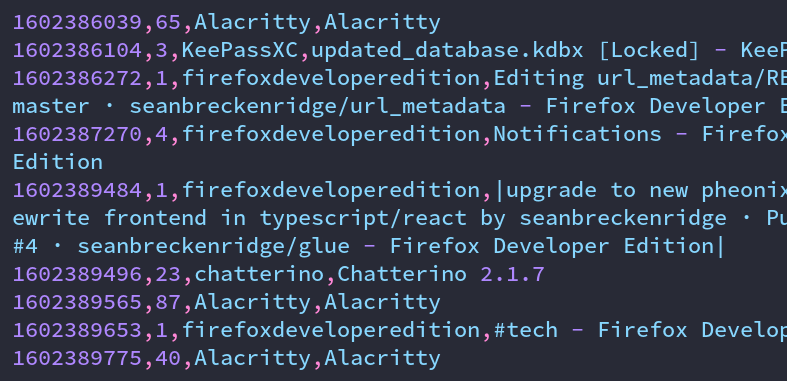 1602386039,65,Alacritty,Alacritty
1602386104,3,KeePassXC,updated_database.kdbx [Locked] - KeeP
1602386272,1,firefoxdeveloperedition,Editing url_metadata/RE
master · seanbreckenridge/url_metadata - Firefox Developer E
1602387270,4,firefoxdeveloperedition,Notifications - Firefox
Edition
1602389484,1,firefoxdeveloperedition,|upgrade to new pheonix
ewrite frontend in typescript/react by seanbreckenridge · Pu
#4 · seanbreckenridge/glue - Firefox Developer Edition|
1602389496,23,chatterino,Chatterino 2.1.7
1602389565,87,Alacritty,Alacritty
1602389653,1,firefoxdeveloperedition,#tech - Firefox Develop
1602389775,40,Alacritty,Alacritty